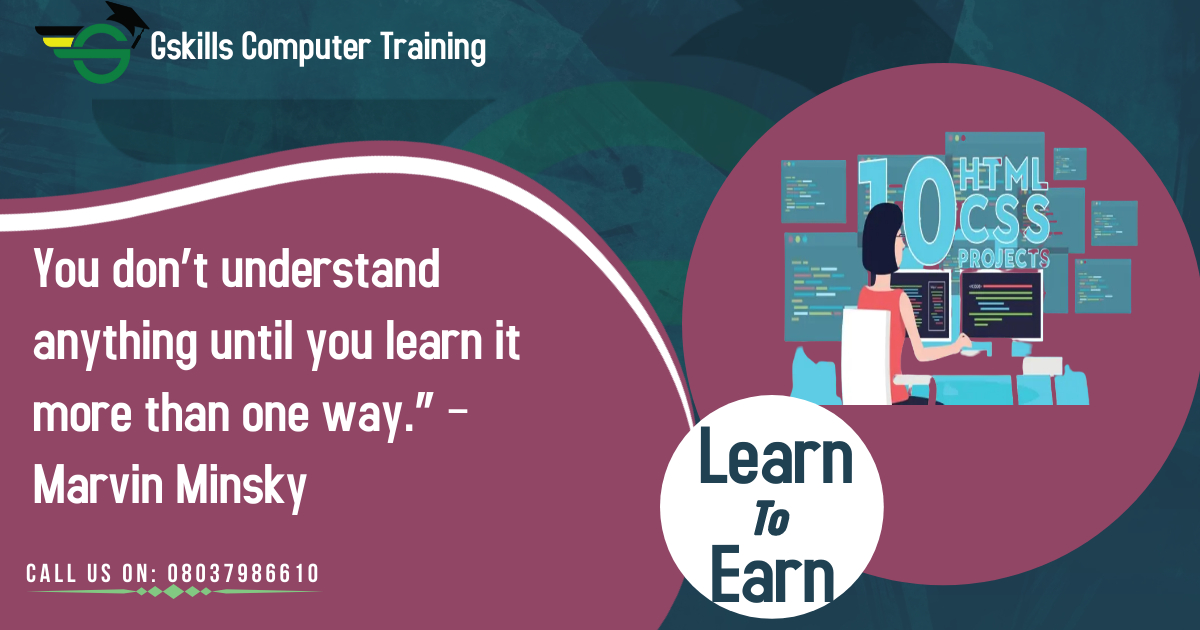 Gskills Computer Training
10 HTML
CSS
PROJECTS
You don't understand
anything until you learn it
more than one way.” –
Marvin Minsky
Learn
To
Earn
CALL US ON: 08037986610